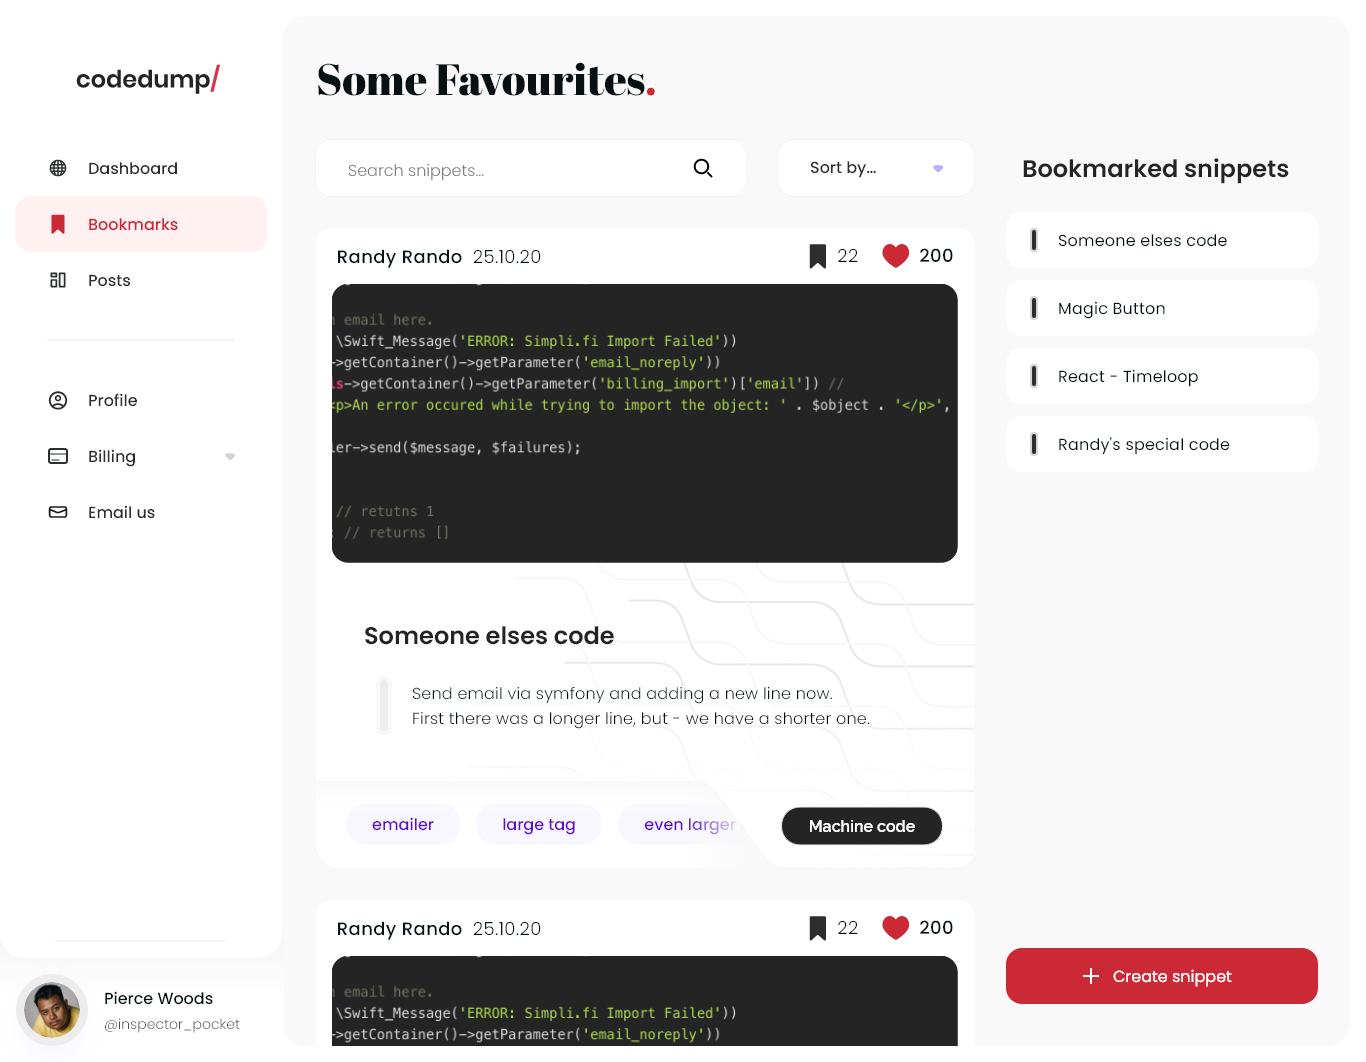 codedump/
Dashboard
Bookmarks
Posts
Profile
Billing
Email us
Pierce Woods
@inspector_pocket
Some Favourites.
Search snippets...
Sort by...
Randy Rando 25.10.20 22 200
email here.
\Swift_Message('ERROR: Simpli.fi Import Failed'))
->getContainer()->getParameter('email_noreply'))
is->getContainer()->getParameter('billing_import')['email']) //
<p>An error occured while trying to import the object: ' . $object . '</p>',
ler->send($message, $failures);
// retutns 1
; // returns []
Someone elses code
Send email via symfony and adding a new line now.
First there was a longer line, but - we have a shorter one.
emailer large tag even larger Machine code
Randy Rando 25.10.20 22 200
email here.
\Swift_Message('ERROR: Simpli.fi Import Failed'))
->getContainer()->getParameter('email_noreply'))
Bookmarked snippets
Someone elses code
Magic Button
React - Timeloop
Randy's special code
Create snippet